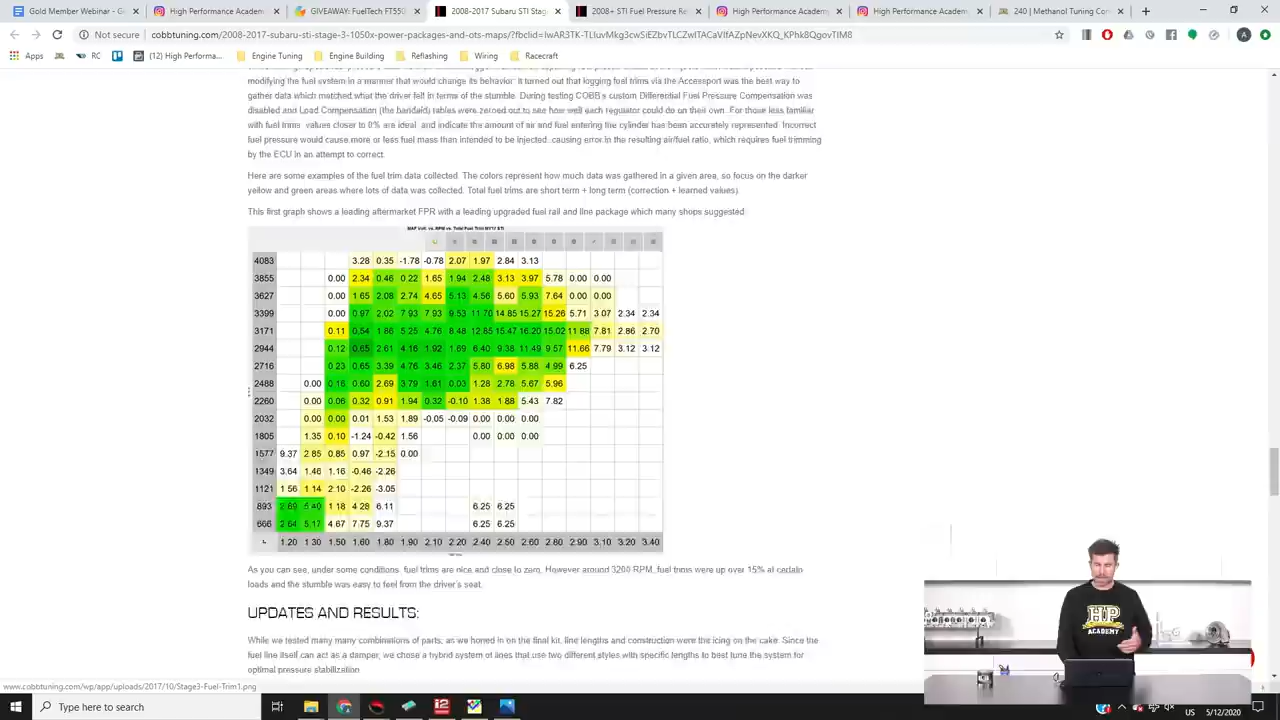 Gold Member Webinar – G
GIVEAWAY: FuelTech FT550
2008-2017 Subaru STI Stage
2008+ STI Fuel Pressure Re
High Performance Academy
High Performance Academy
240 | Methanol Tuning Con
Not secure | cobbtuning.com/2008-2017-subaru-sti-stage-3-1050x-power-packages-and-ots-maps/
Apps
RC
(12) High Performa...
Engine Tuning
Engine Building
Reflashing
Wiring
Racecraft
modifying the fuel system in a manner that would change its behavior. It turned out that logging fuel trims via the Accessport was the best way to
gather data which matched what the driver felt in terms of the stumble. During testing COBB's custom Differential Fuel Pressure Compensation was
disabled and Load Compensation (the bandaid) tables were zeroed out to see how well each regulator could do on their own. For those less familiar
with fuel trims values closer to 0% are ideal and indicate the amount of air and fuel entering the cylinder has been accurately represented. Incorrect
fuel pressure would cause more or less fuel mass than intended to be injected causing error in the resulting air/fuel ratio, which requires fuel trimming
by the ECU in an attempt to correct.
Here are some examples of the fuel trim data collected. The colors represent how much data was gathered in a given area, so focus on the darker
yellow and green areas where lots of data was collected. Total fuel trims are short term + long term (correction + learned values).
This first graph shows a leading aftermarket FPR with a leading upgraded fuel rail and line package which many shops suggested
4083 3.28 0.35 -1.78 -0.78 2.07 1.97 2.84 3.13
3855 0.00 2.34 0.46 0.22 1.65 1.94 2.48 3.13 3.97 5.78 0.00 0.00
3627 0.00 1.65 2.08 2.74 4.65 5.13 4.56 5.60 5.93 7.64 0.00 0.00
3399 0.00 0.97 2.02 7.93 7.93 9.53 11.70 14.85 15.27 15.26 5.71 3.07 2.34 2.34
3171 0.11 0.54 1.86 5.25 4.76 8.48 12.85 15.47 16.20 15.02 11.88 7.81 2.86 2.70
2944 0.12 0.65 2.61 4.16 1.92 1.69 6.40 9.38 11.49 9.57 11.66 7.79 3.12 3.12
2716 0.23 0.65 3.39 4.76 3.46 2.37 5.80 6.98 5.88 4.99 6.25
2488 0.00 0.16 0.60 2.69 3.79 1.61 0.03 1.28 2.78 5.67 5.96
2260 0.00 0.06 0.32 0.91 1.94 0.32 -0.10 1.38 1.88 5.43 7.82
2032 0.00 0.00 0.01 1.53 1.89 -0.05 -0.09 0.00 0.00 0.00
1805 1.35 0.10 -1.24 -0.42 1.56 0.00 0.00 0.00
1577 9.37 2.85 0.85 0.97 -2.15 0.00
1349 3.64 1.46 1.16 -0.46 -2.26
1121 1.56 1.14 2.10 -2.26 -3.05
893 2.69 5.40 1.18 4.28 6.11 6.25 6.25
666 2.64 5.17 4.67 7.75 9.37 6.25 6.25
1.20 1.30 1.50 1.60 1.80 1.90 2.10 2.20 2.40 2.50 2.60 2.80 2.90 3.10 3.20 3.40
As you can see, under some conditions fuel trims are nice and close to zero. However around 3200 RPM, fuel trims were up over 15% at certain
loads and the stumble was easy to feel from the driver's seat.
UPDATES AND RESULTS:
While we tested many many combinations of parts, as we honed in on the final kit, line lengths and construction were the icing on the cake. Since the
fuel line itself can act as a damper, we chose a hybrid system of lines that use two different styles with specific lengths to best tune the system for
optimal pressure stabilization
www.cobbtuning.com/wp/app/uploads/2017/10/Stage3-Fuel-Trim1.png
HP
ACADEMY
Type here to search
US
5/12/2020